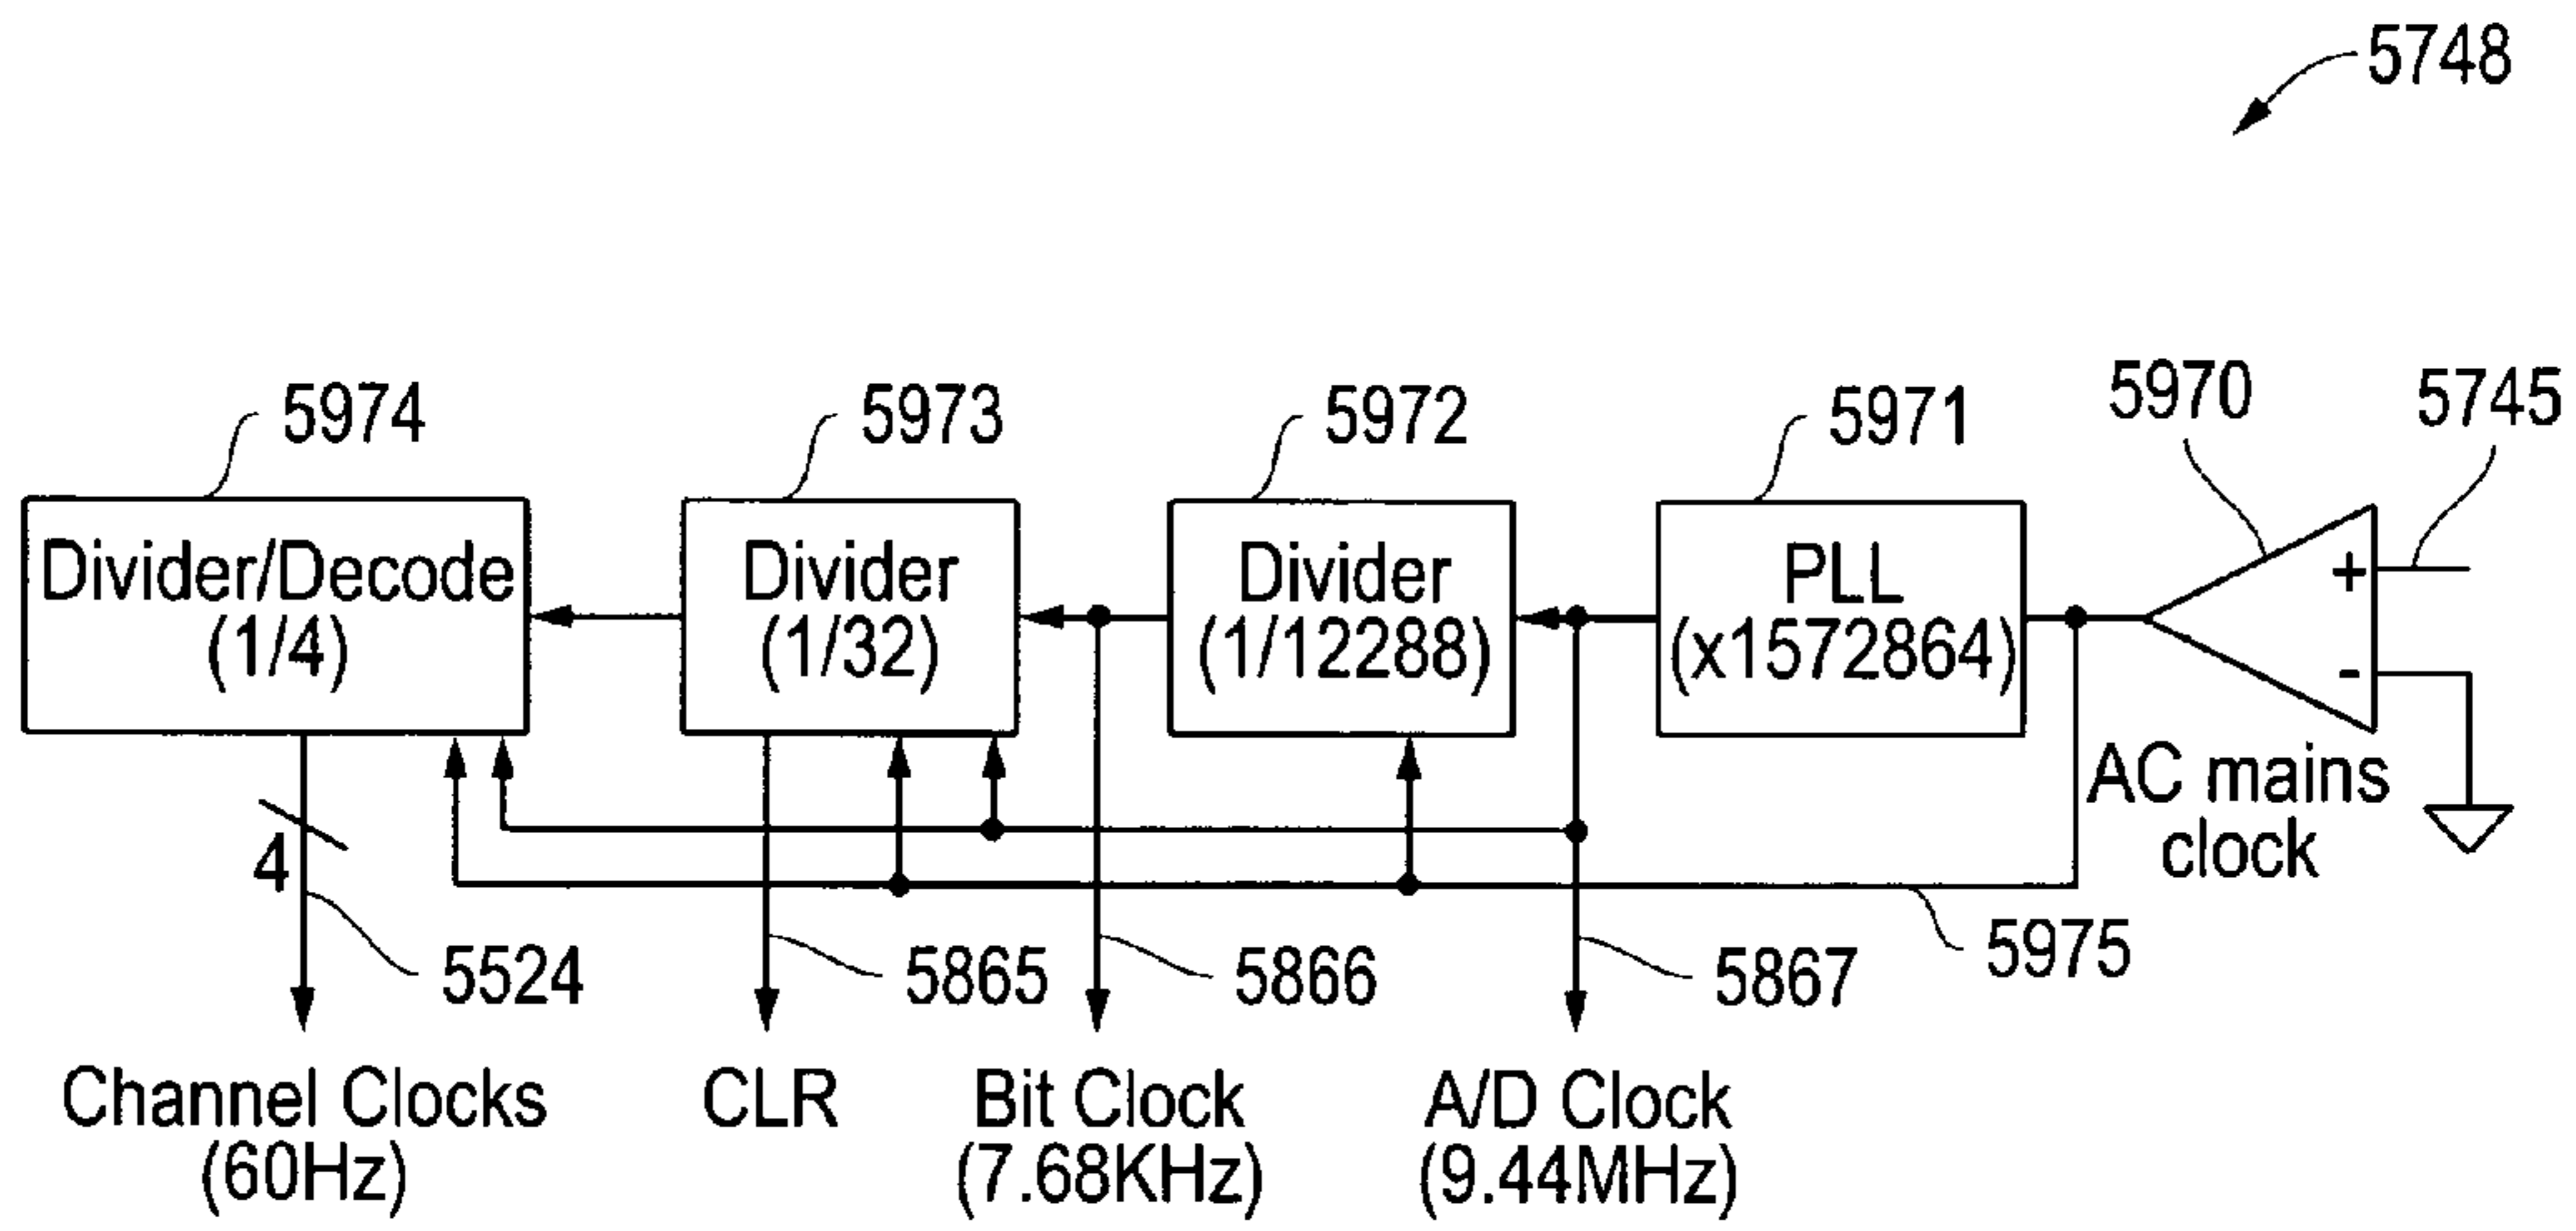 5748
5974
5973
5972
5971
5970
5745
Divider/Decode
(1/4)
Divider
(1/32)
Divider
(1/12288)
PLL
(x1572864)
+
-
AC mains
clock
4
5524
5865
5866
5867
5975
Channel Clocks
(60Hz)
CLR
Bit Clock
(7.68KHz)
A/D Clock
(9.44MHz)